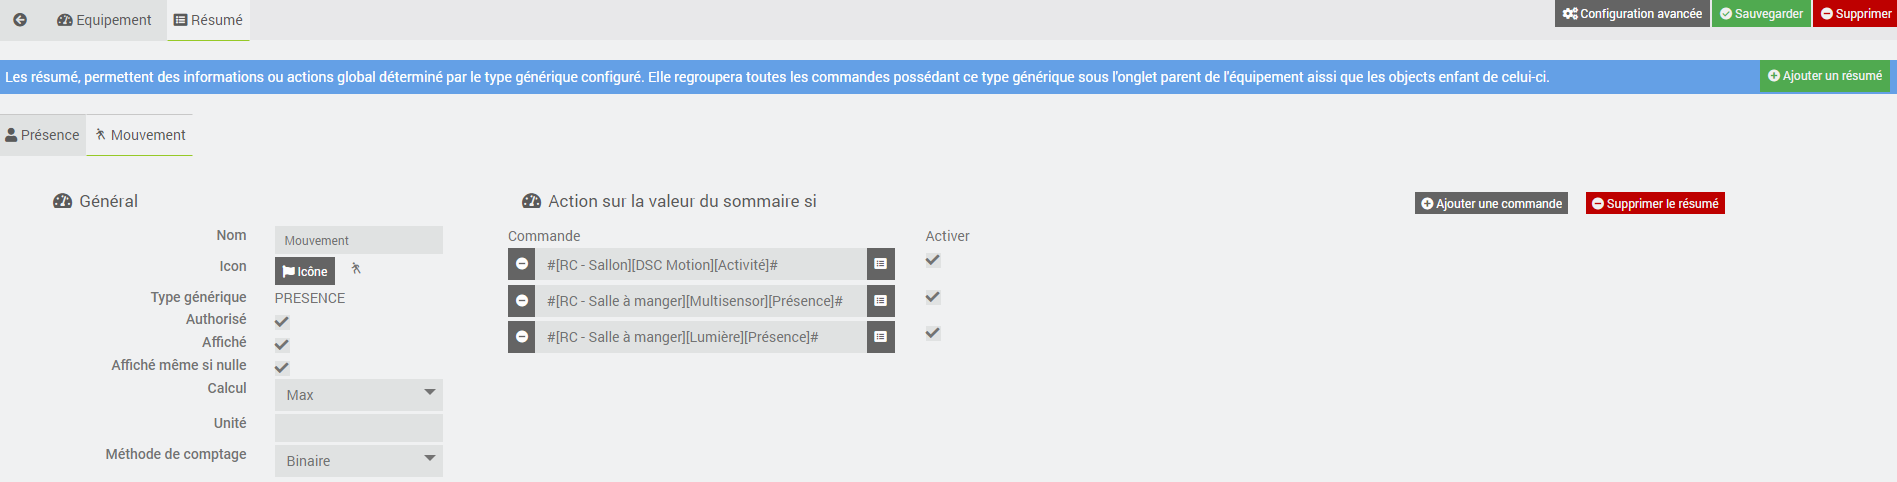 Equipement
Résumé
Configuration avancée
Sauvegarder
Supprimer
Les résumé, permettent des informations ou actions global déterminé par le type générique configuré. Elle regroupera toutes les commandes possédant ce type générique sous l'onglet parent de l'équipement aissi que les objects enfant de celui-ci.
Ajouter un résumé
Présence
Mouvement
Général
Nom
Mouvement
Icon
Icône
Type générique
PRESENCE
Authorisé
Affiché
Affiché même si nulle
Calcul
Max
Unité
Méthode de comptage
Binaire
Action sur la valeur du sommaire si
Ajouter une commande
Supprimer le résumé
Commande
Activer
#[RC - Sallon][DSC Motion][Activité]#
#[RC - Salle à manger][Multisensor][Présence]#
#[RC - Salle à manger][Lumière][Présence]#